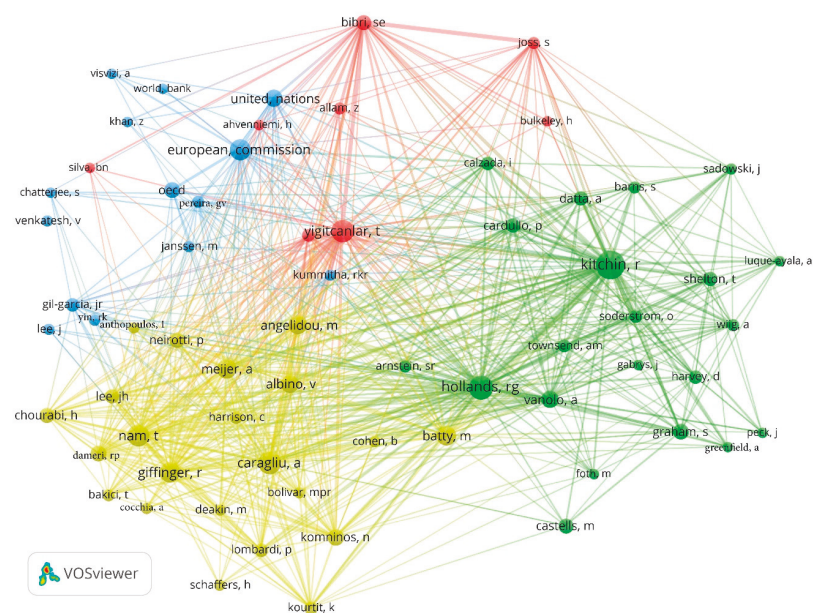 bibri, se
joss, s
visvizi, a
world, bank
united, nations
allam, z
khan, z
ahvenniemi, h
bulkeley, h
european, commission
calzada, i
silva, bn
sadowski, j
oecd
barns, s
chatterjee, s
pereira, gv
datta, a
venkatesh, v
cardullo, p
yigitcanlar, t
janssen, m
luque-ayala, a
kitchin, r
kummitha, rkr
shelton, t
gil-garcia, jr
yin, rk
soderstrom, o
lee, j
anthopoulos, l
angelidou, m
wiig, a
neirotti, p
townsend, am
meijer, a
arnstein, sr
gabrys, j
albino, v
harvey, d
hollands, rg
lee, jh
vanolo, a
chourabi, h
harrison, c
nam, t
cohen, b
batty, m
graham, s
peck, j
greenfield, a
dameri, rp
caragliu, a
giffinger, r
foth, m
bakici, t
bolivar, mpr
cocchia, a
deakin, m
castells, m
komninos, n
lombardi, p
VOSviewer
schaffers, h
kourtit, k